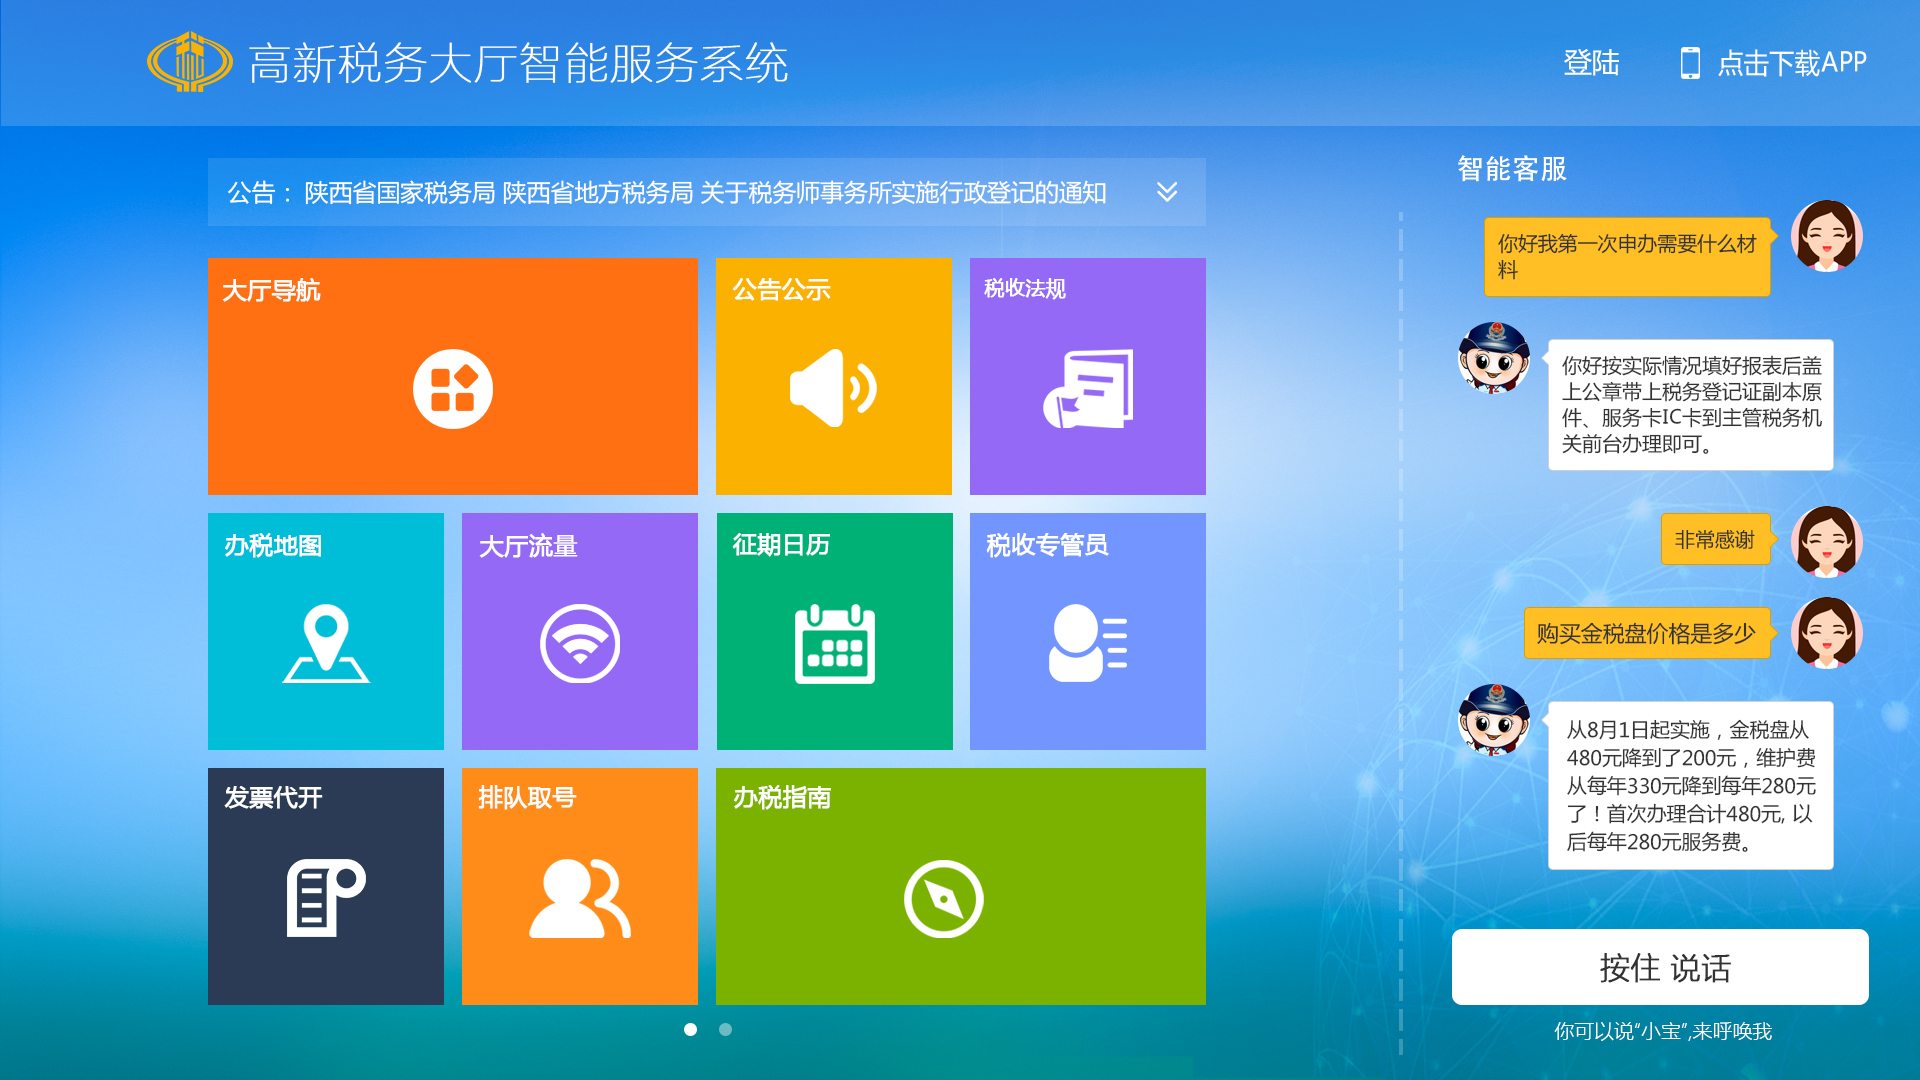 高新税务大厅智能服务系统
登陆
点击下载APP
公告： 陕西省国家税务局 陕西省地方税务局 关于税务师事务所实施行政登记的通知
大厅导航
公告公示
税收法规
办税地图
大厅流量
征期日历
税收专管员
发票代开
排队取号
办税指南
智能客服
你好我第一次申办需要什么材
料
你好按实际情况填好报表后盖
上公章带上税务登记证副本原
件、服务卡IC卡到主管税务机
关前台办理即可。
非常感谢
购买金税盘价格是多少
从8月1日起实施，金税盘从
480元降到了200元，维护费
从每年330元降到每年280元
了！首次办理合计480元, 以
后每年280元服务费。
按住 说话
你可以说“小宝”,来呼唤我